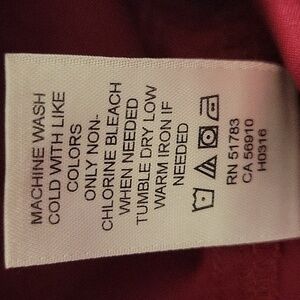 MACHINE WASH
COLD WITH LIKE
COLORS
ONLY NON-
CHLORINE BLEACH
WHEN NEEDED
TUMBLE DRY LOW
WARM IRON IF
NEEDED
RN 51783
CA 56910
H0316